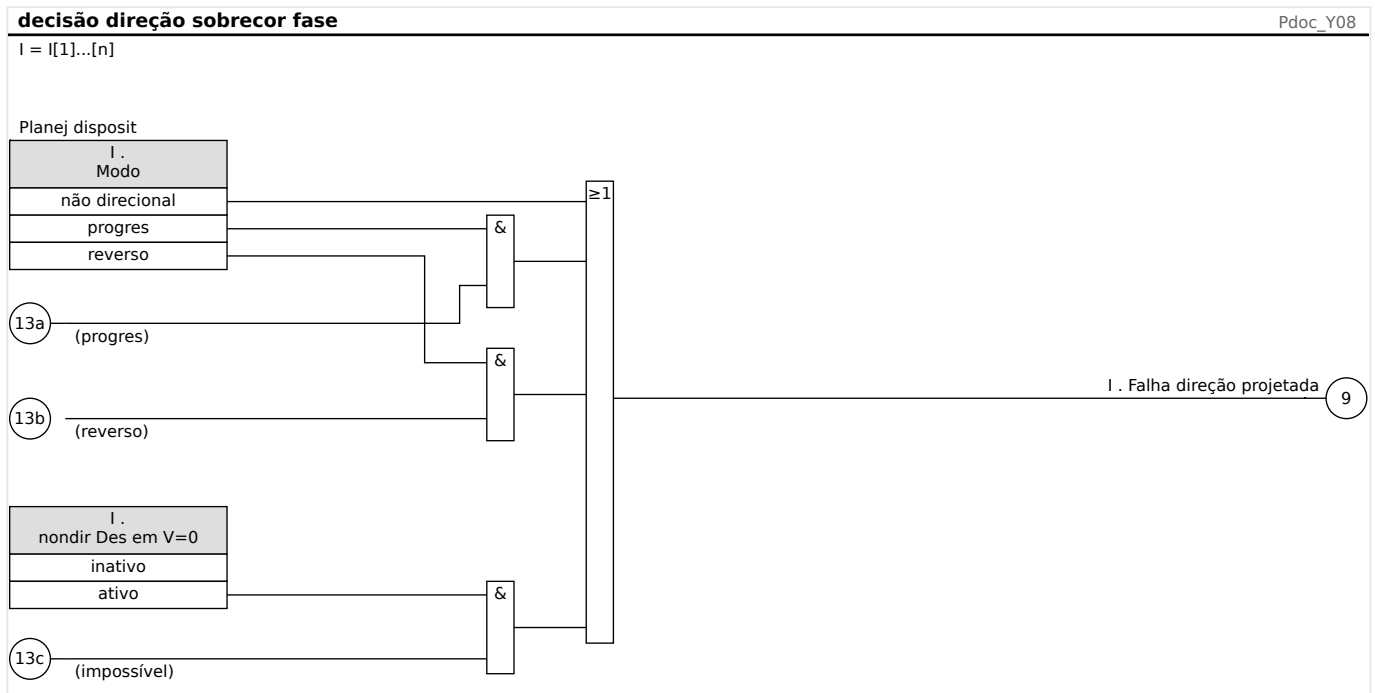 decisão direção sobrecor fase
Pdoc_Y08
I = I[1]...[n]
Planej disposit
I .
Modo
não direcional
progres
reverso
≥1
&
13a
(progres)
&
13b
(reverso)
I . Falha direção projetada
9
I .
nondir Des em V=0
inativo
ativo
&
13c
(impossível)